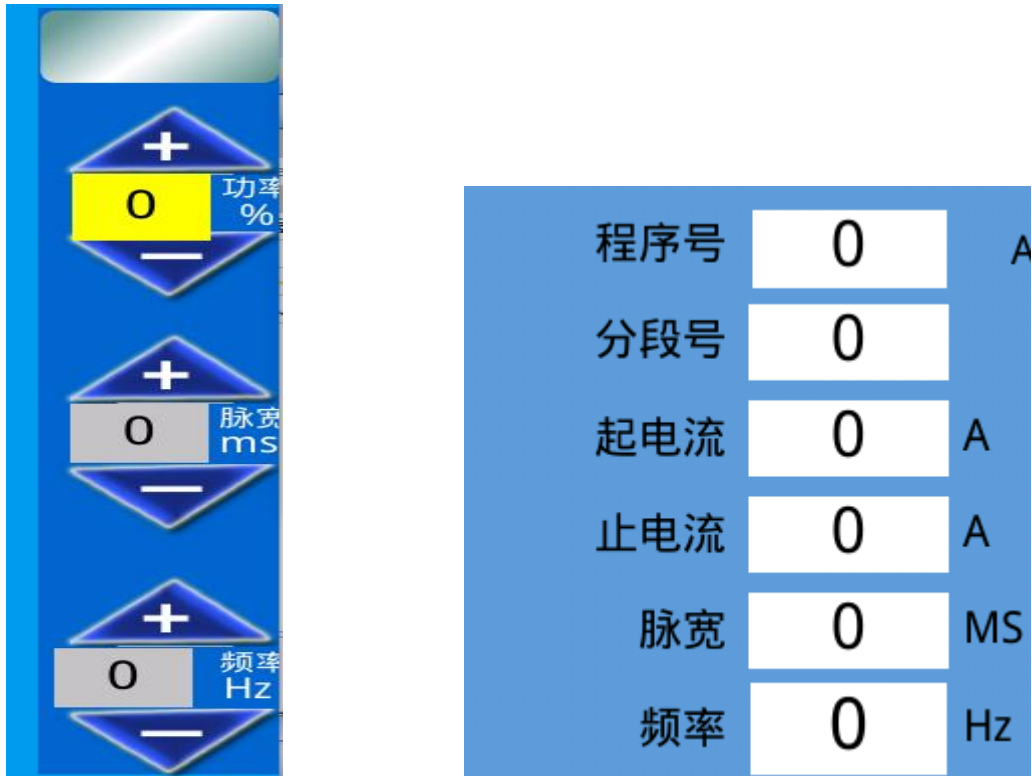 +
0 功率
%
—
+
0 脉宽
ms
—
+
0 频率
Hz
—
程序号 0 A
分段号 0
起电流 0 A
止电流 0 A
脉宽 0 MS
频率 0 Hz